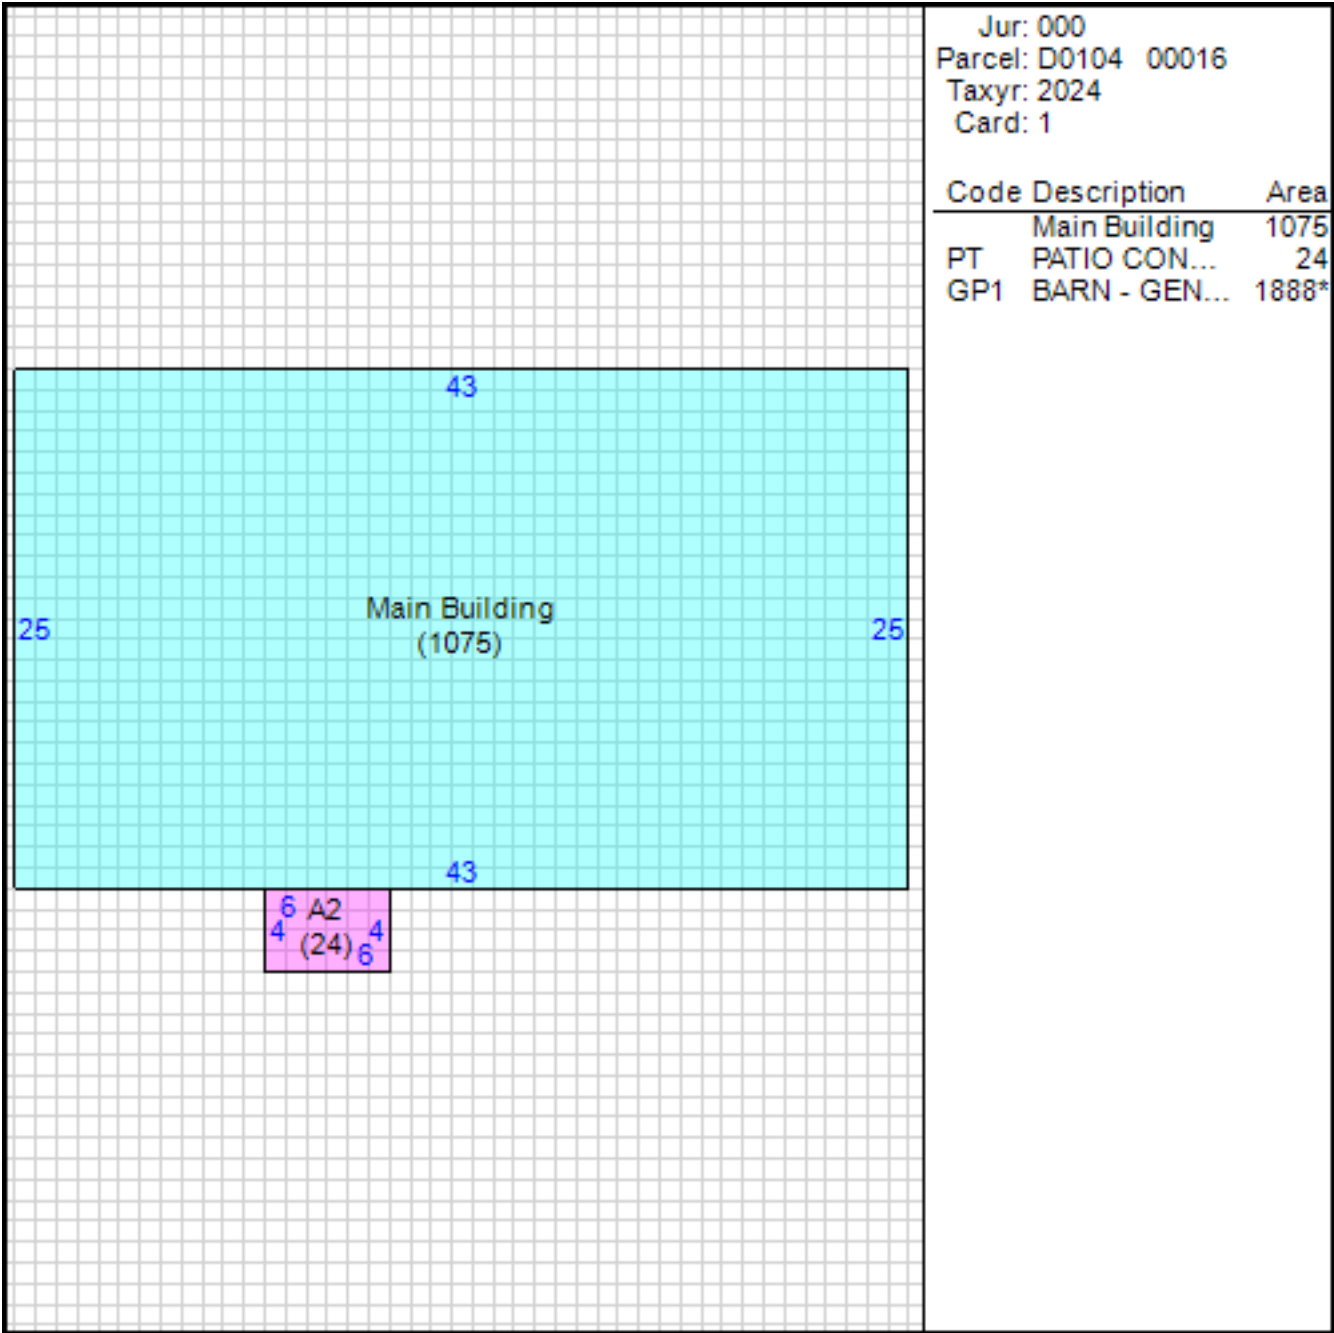 Jur: 000
Parcel: D0104 00016
Taxyr: 2024
Card: 1
Code Description Area
Main Building 1075
PT PATIO CON... 24
GP1 BARN - GEN... 1888*
43
Main Building
25 25
(1075)
43
6 A2
4 4
(24) 6